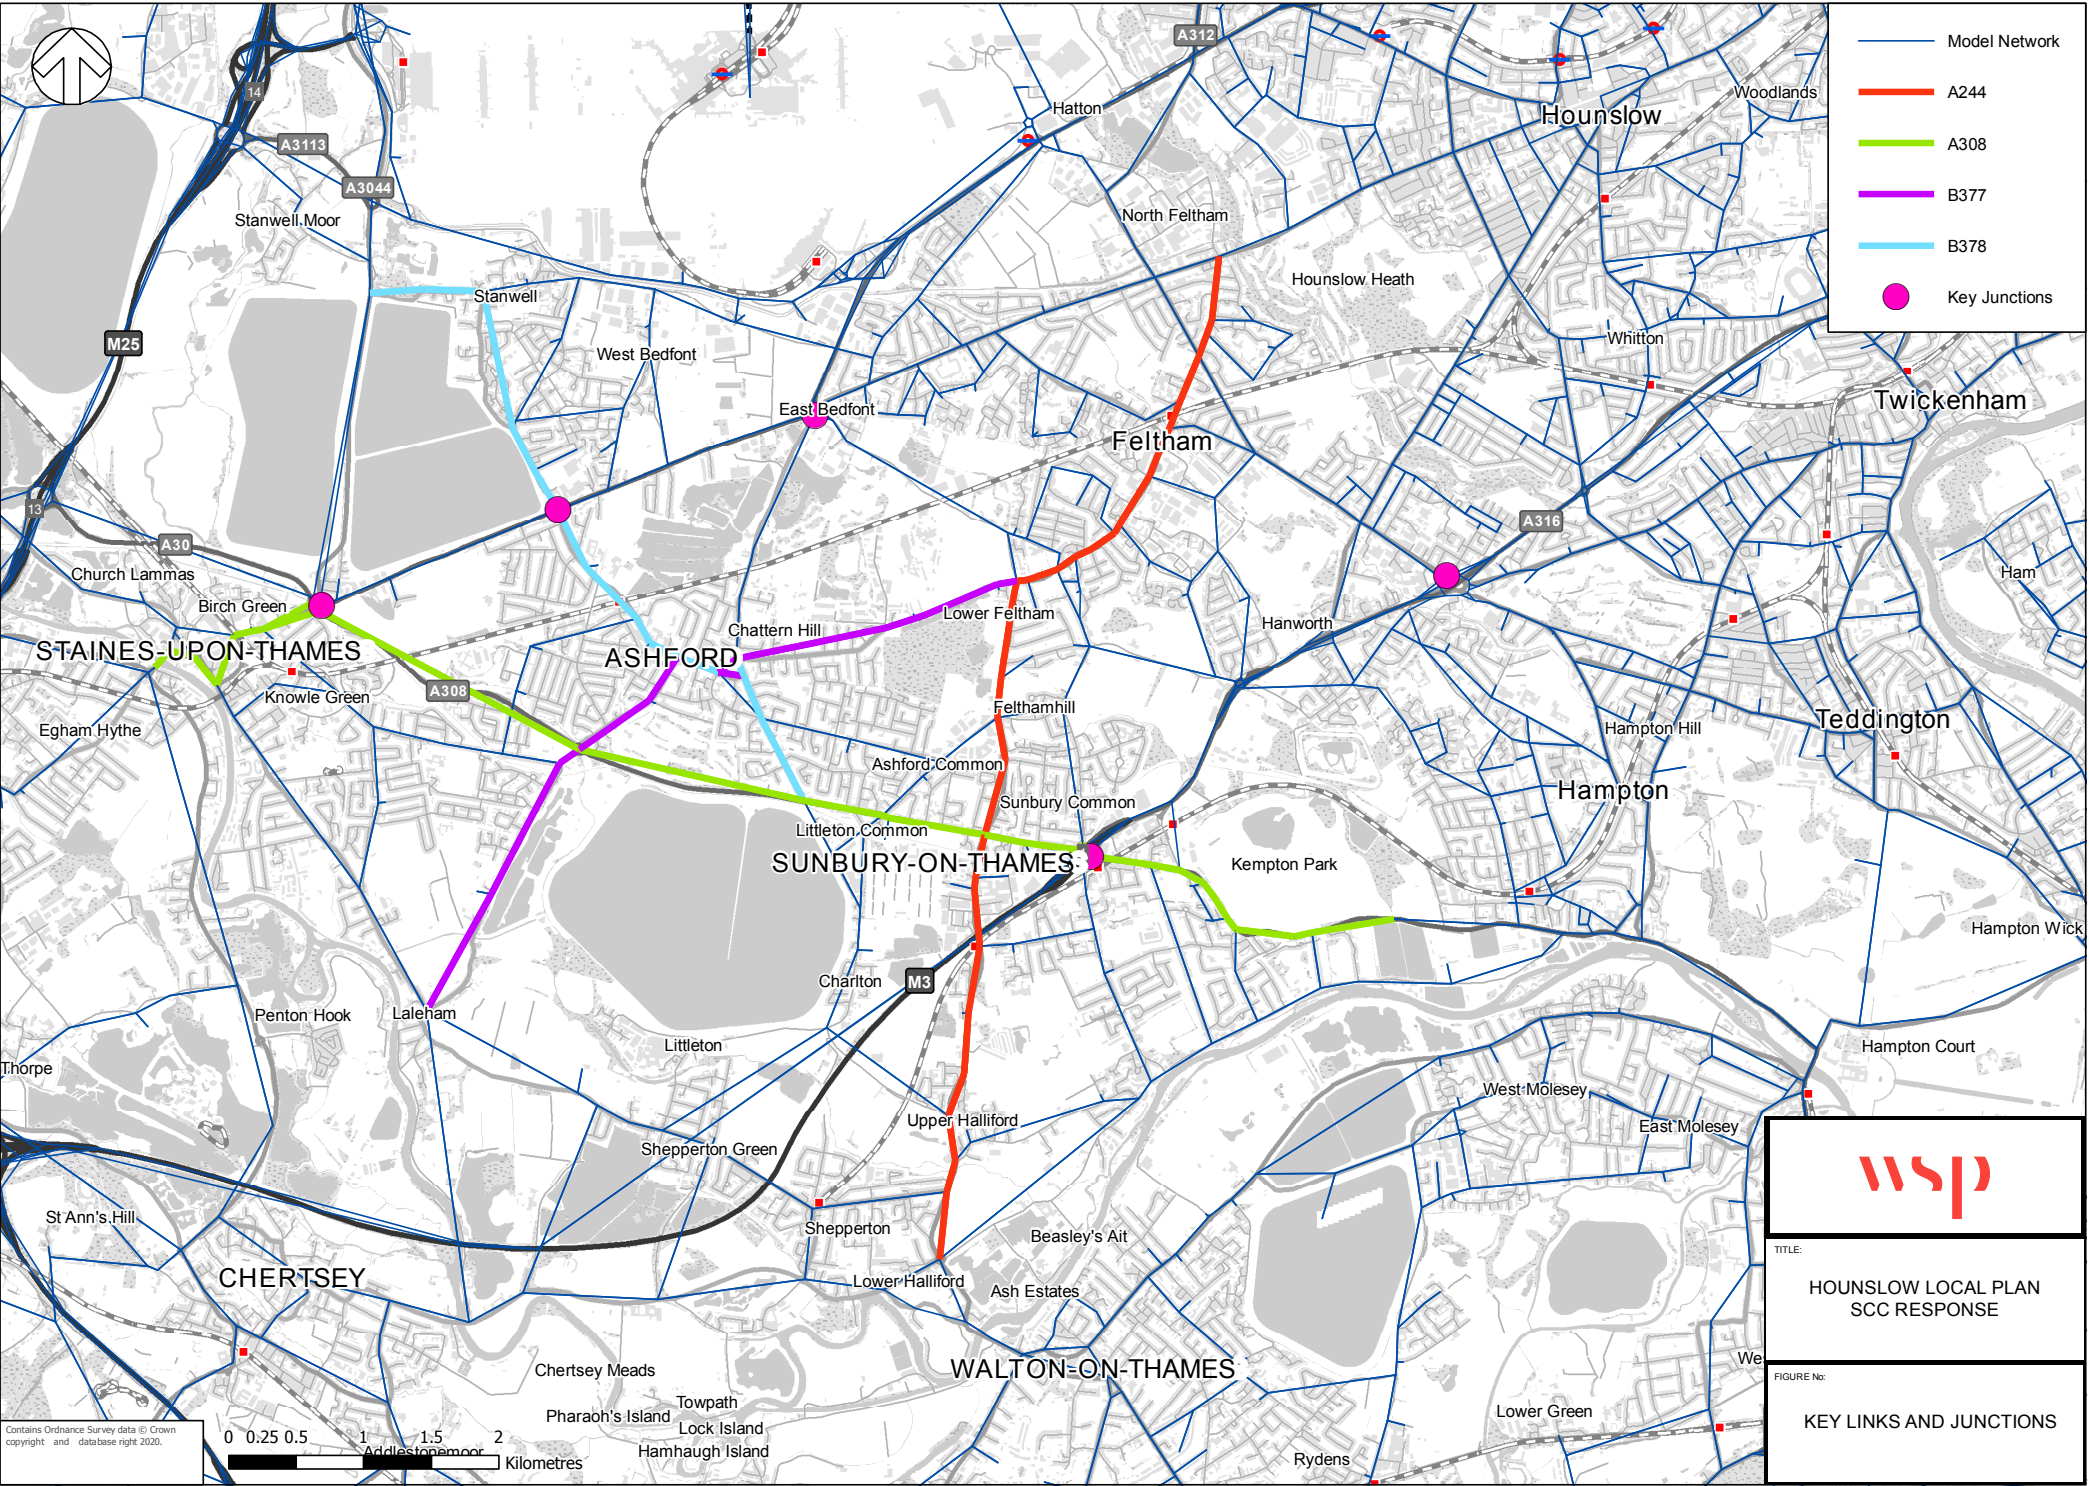 A312
Model Network
A244
A308
B377
B378
Key Junctions
14
Hatton
Hounslow
Woodlands
A3113
A3044
Stanwell Moor
North Feltham
Hounslow Heath
Stanwell
M25
West Bedfont
Whitton
East Bedfont
Twickenham
Feltham
13
A30
A316
Church Lammas
Ham
Birch Green
Lower Feltham
Hanworth
Chattern Hill
STAINES-UPON-THAMES
ASHFORD
Knowle Green
A308
Felthamhill
Egham Hythe
Hampton Hill
Teddington
Ashford Common
Hampton
Sunbury Common
Littleton Common
SUNBURY-ON-THAMES
Kempton Park
Hampton Wick
Charlton
M3
Penton Hook
Laleham
Littleton
Hampton Court
Thorpe
West Molesey
Upper Halliford
East Molesey
Shepperton Green
wsp
St Ann's Hill
Shepperton
Beasley's Ait
TITLE:
HOUNSLOW LOCAL PLAN
SCC RESPONSE
CHERTSEY
Lower Halliford
Ash Estates
Chertsey Meads
WALTON-ON-THAMES
We
FIGURE No:
KEY LINKS AND JUNCTIONS
Towpath
Pharaoh's Island
Lock Island
Lower Green
Hamhaugh Island
Rydens
Contains Ordnance Survey data © Crown
copyright and database right 2020.
0 0.25 0.5 1 1.5 2
Addlestonemoor
Kilometres